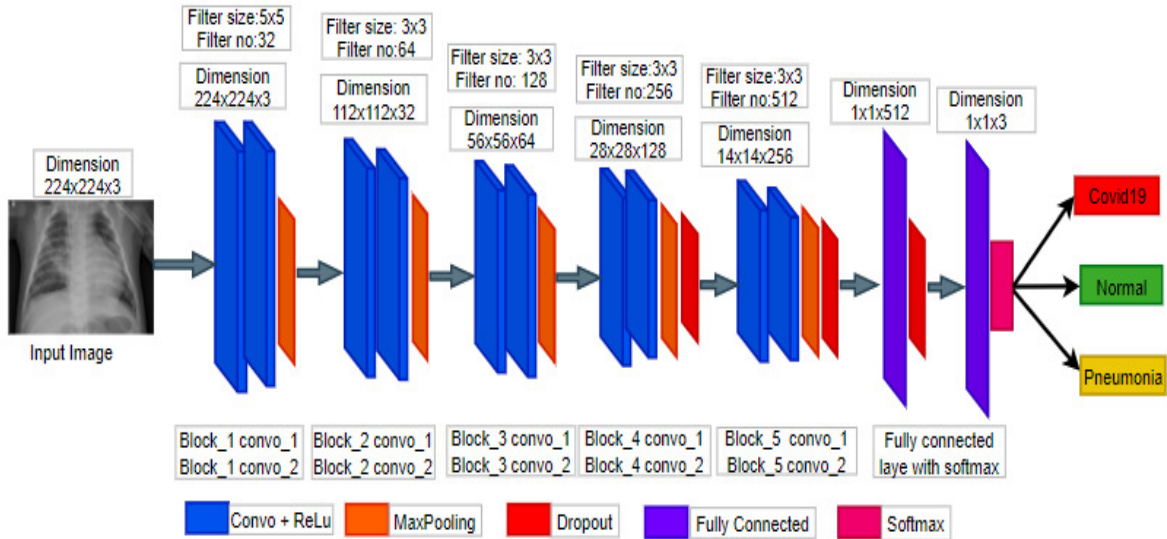 Filter size:5x5
Filter no:32
Dimension
224x224x3
Filter size: 3x3
Filter no:64
Dimension
112x112x32
Filter size: 3x3
Filter no: 128
Dimension
56x56x64
Filter size:3x3
Filter no:256
Dimension
28x28x128
Filter size:3x3
Filter no:512
Dimension
14x14x256
Dimension
1x1x512
Dimension
1x1x3
Dimension
224x224x3
Input Image
Covid19
Normal
Pneumonia
Block_1 convo_1
Block_1 convo_2
Block_2 convo_1
Block_2 convo_2
Block_3 convo_1
Block_3 convo_2
Block_4 convo_1
Block_4 convo_2
Block_5 convo_1
Block_5 convo_2
Fully connected
laye with softmax
Convo + ReLu
MaxPooling
Dropout
Fully Connected
Softmax